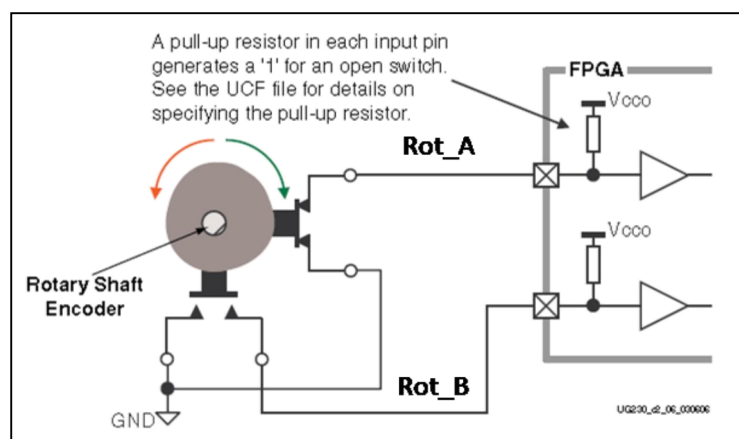 A pull-up resistor in each input pin
generates a '1' for an open switch.
See the UCF file for details on
specifying the pull-up resistor.
FPGA
Vcco
Rot_A
Vcco
Rotary Shaft
Encoder
Rot_B
GND
UG230_c2_06_030606